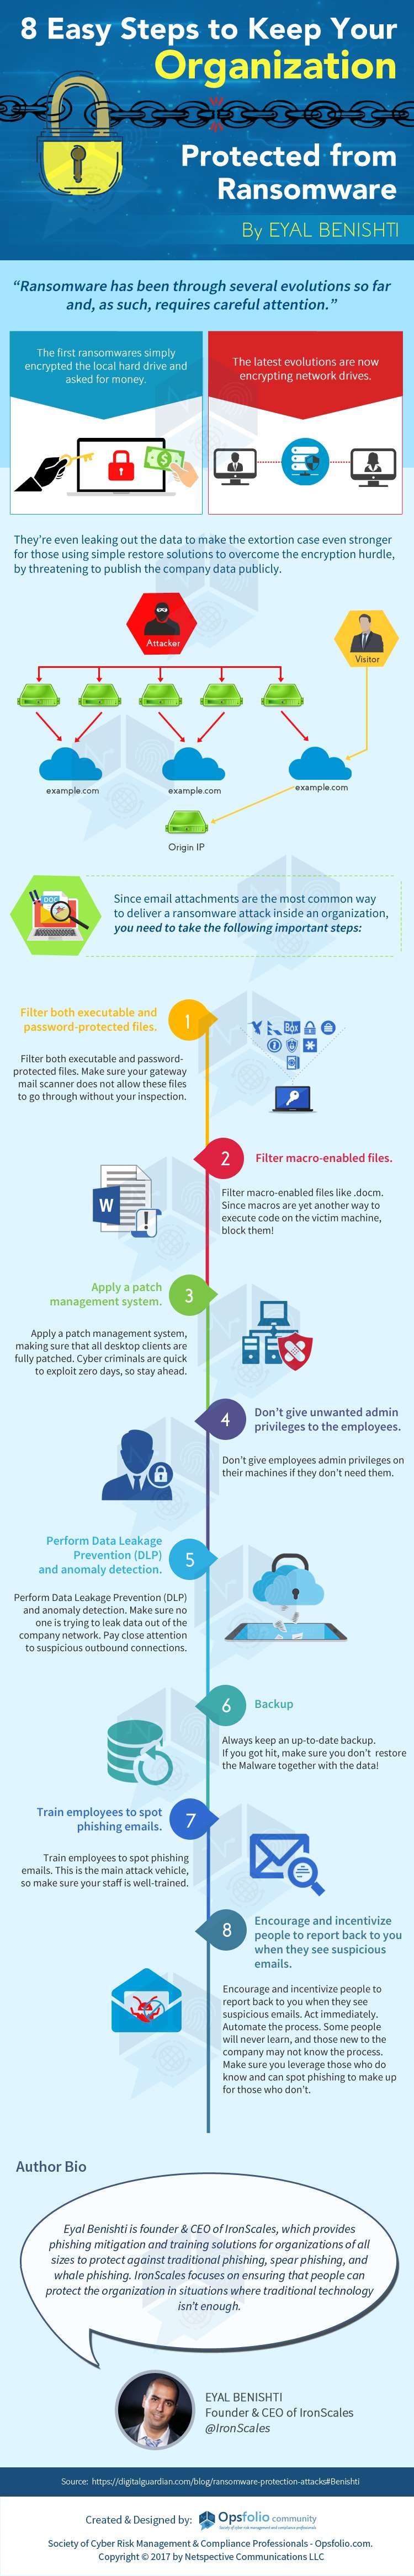 8 Easy Steps to Keep Your
Organization
Protected from
Ransomware
By EYAL BENISHTI
“Ransomware has been through several evolutions so far
and, as such, requires careful attention.”
The first ransomwares simply
encrypted the local hard drive and
asked for money.
The latest evolutions are now
encrypting network drives.
They're even leaking out the data to make the extortion case even stronger
for those using simple restore solutions to overcome the encryption hurdle,
by threatening to publish the company data publicly.
Attacker
Visitor
example.com
example.com
example.com
Origin IP
DOC
Since email attachments are the most common way
to deliver a ransomware attack inside an organization,
you need to take the following important steps:
1
Filter both executable and
password-protected files.
Filter both executable and password-
protected files. Make sure your gateway
mail scanner does not allow these files
to go through without your inspection.
Box
2
Filter macro-enabled files.
Filter macro-enabled files like .docm.
Since macros are yet another way to
execute code on the victim machine,
block them!
W
3
Apply a patch
management system.
Apply a patch management system,
making sure that all desktop clients are
fully patched. Cyber criminals are quick
to exploit zero days, so stay ahead.
4
Don't give unwanted admin
privileges to the employees.
Don't give employees admin privileges on
their machines if they don't need them.
5
Perform Data Leakage
Prevention (DLP)
and anomaly detection.
Perform Data Leakage Prevention (DLP)
and anomaly detection. Make sure no
one is trying to leak data out of the
company network. Pay close attention
to suspicious outbound connections.
6
Backup
Always keep an up-to-date backup.
If you got hit, make sure you don't restore
the Malware together with the data!
7
Train employees to spot
phishing emails.
Train employees to spot phishing
emails. This is the main attack vehicle,
so make sure your staff is well-trained.
8
Encourage and incentivize
people to report back to you
when they see suspicious
emails.
Encourage and incentivize people to
report back to you when they see
suspicious emails. Act immediately.
Automate the process. Some people
will never learn, and those new to the
company may not know the process.
Make sure you leverage those who do
know and can spot phishing to make up
for those who don't.
Author Bio
Eyal Benishti is founder & CEO of IronScales, which provides
phishing mitigation and training solutions for organizations of all
sizes to protect against traditional phishing, spear phishing, and
whale phishing. IronScales focuses on ensuring that people can
protect the organization in situations where traditional technology
isn't enough.
EYAL BENISHTI
Founder & CEO of IronScales
@IronScales
Source: https://digitalguardian.com/blog/ransomware-protection-attacks#Benishti
Created & Designed by: Opsfolio community
Society of cyber risk management and compliance professionals
Society of Cyber Risk Management & Compliance Professionals - Opsfolio.com.
Copyright © 2017 by Netspective Communications LLC